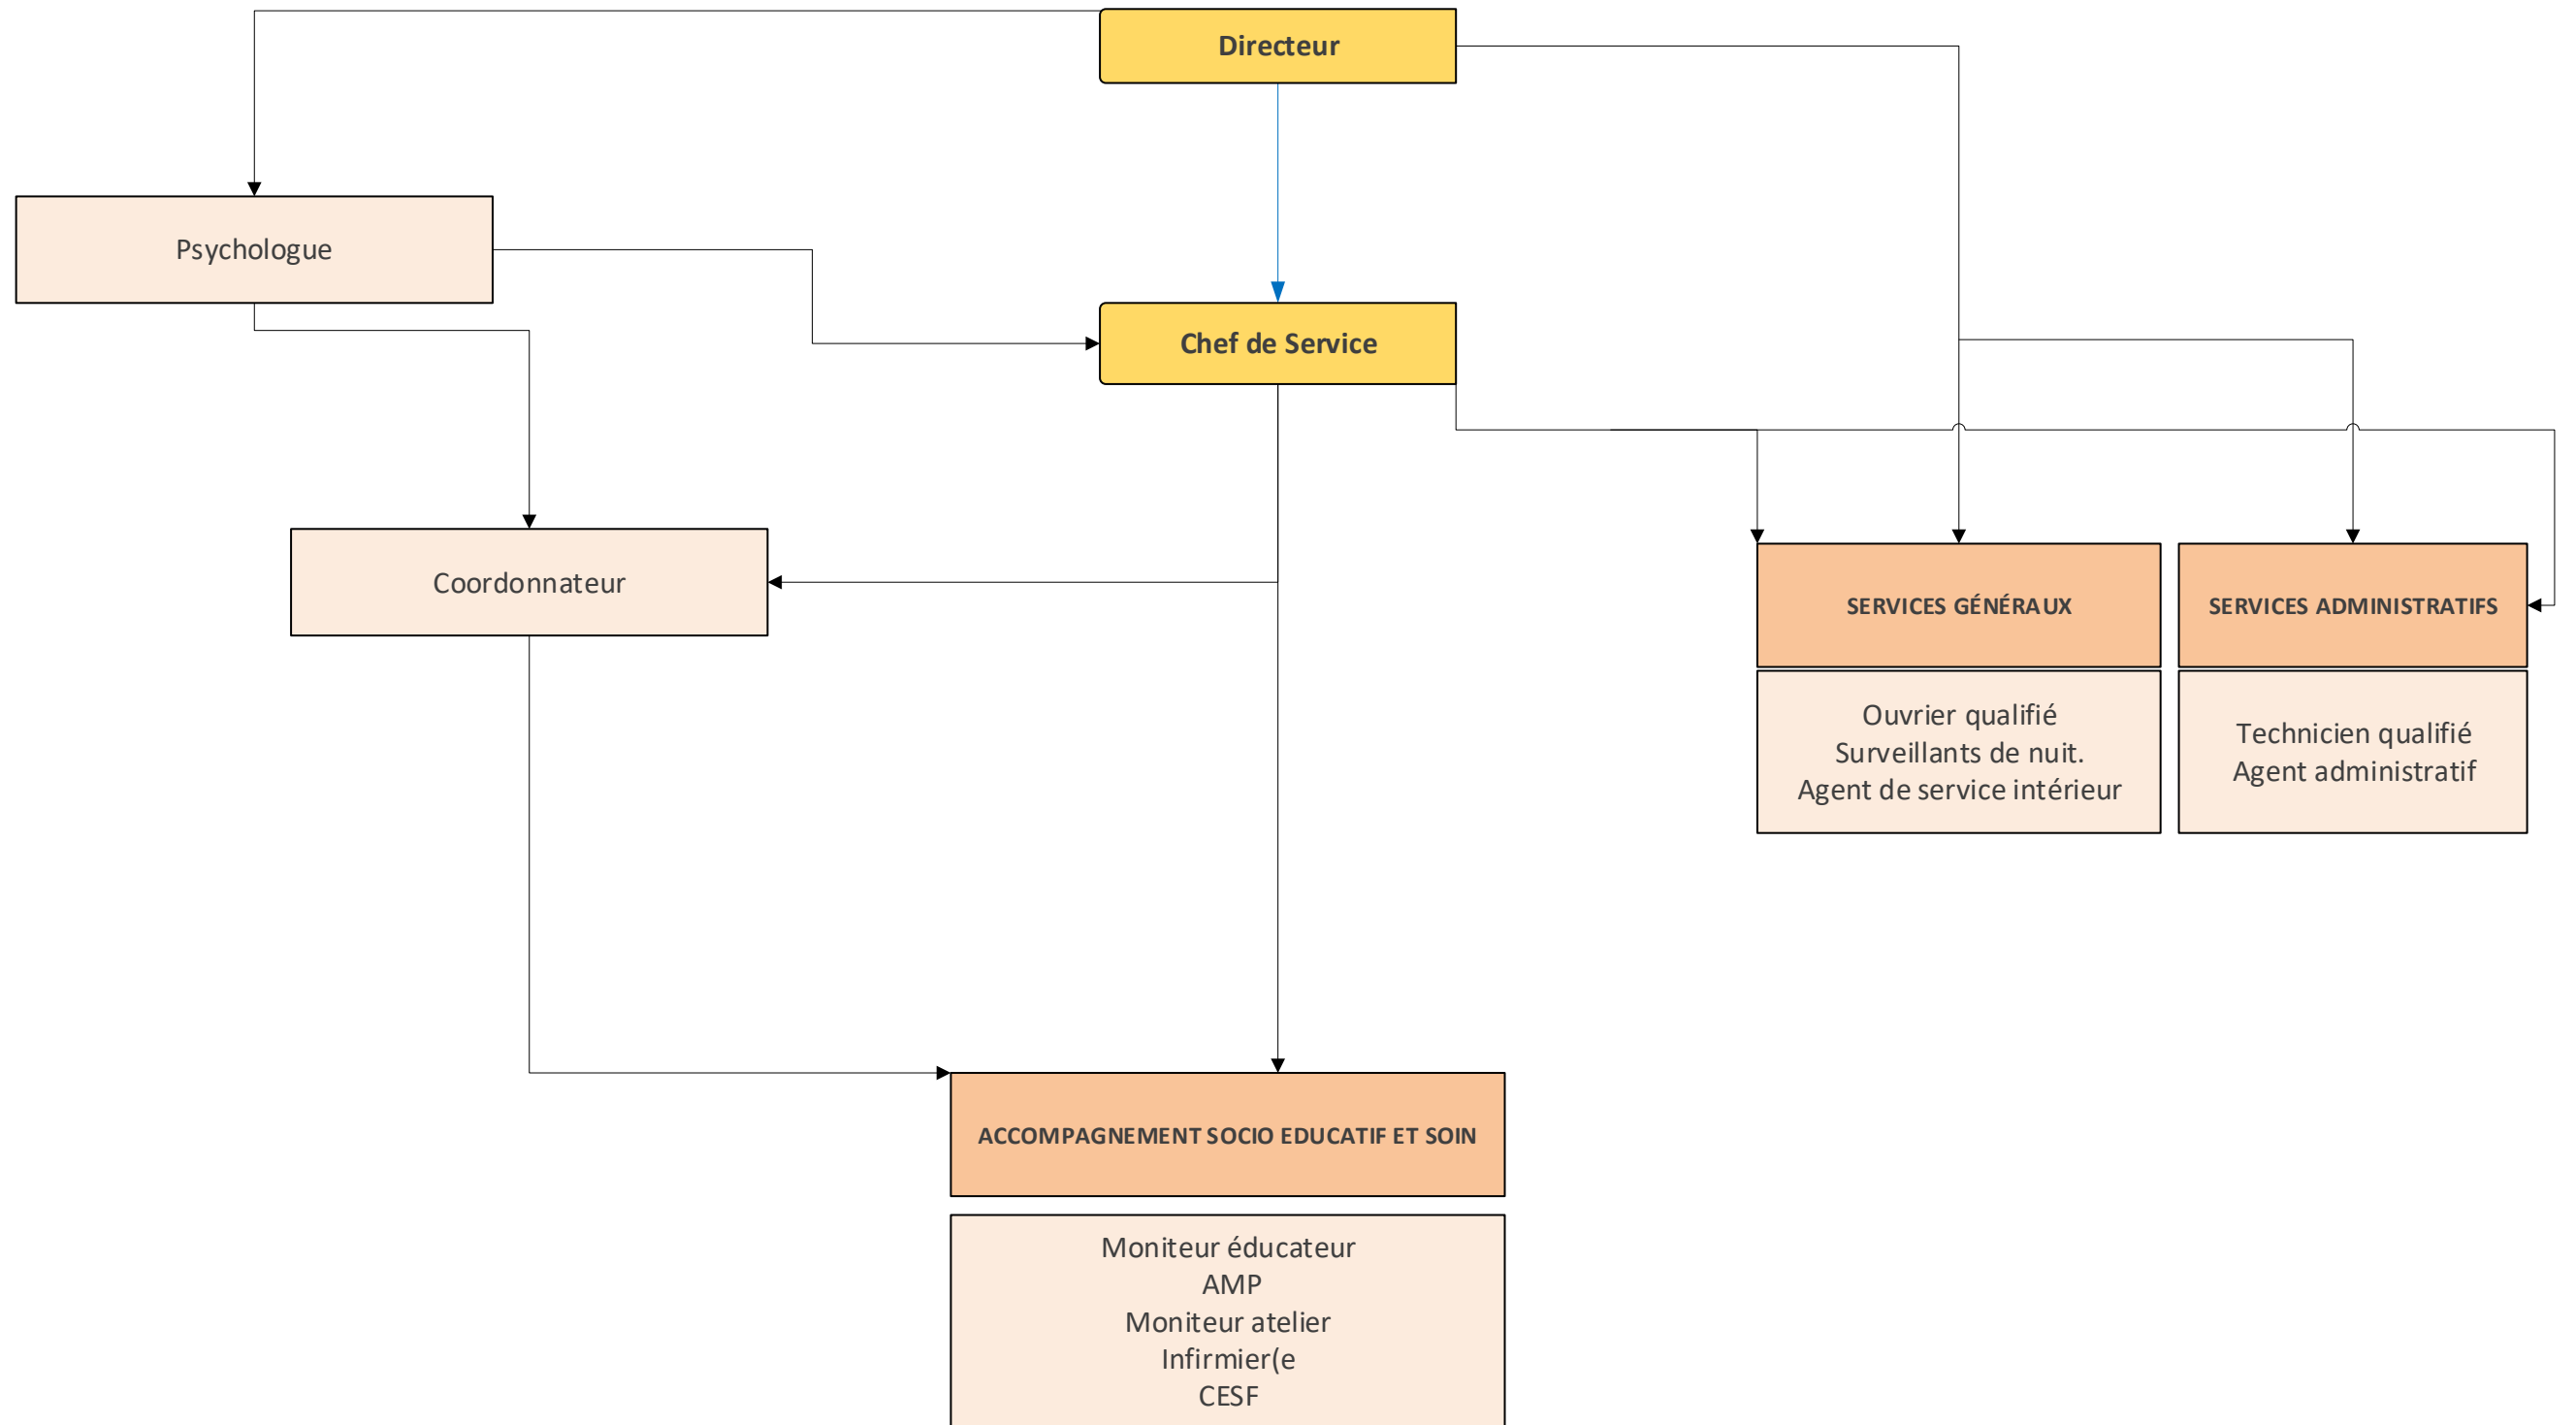 Directeur
Psychologue
Chef de Service
Coordonnateur
SERVICES GÉNÉRAUX
SERVICES ADMINISTRATIFS
Ouvrier qualifié
Surveillants de nuit.
Agent de service intérieur
Technicien qualifié
Agent administratif
ACCOMPAGNEMENT SOCIO EDUCATIF ET SOIN
Moniteur éducateur
AMP
Moniteur atelier
Infirmier(e
CESF